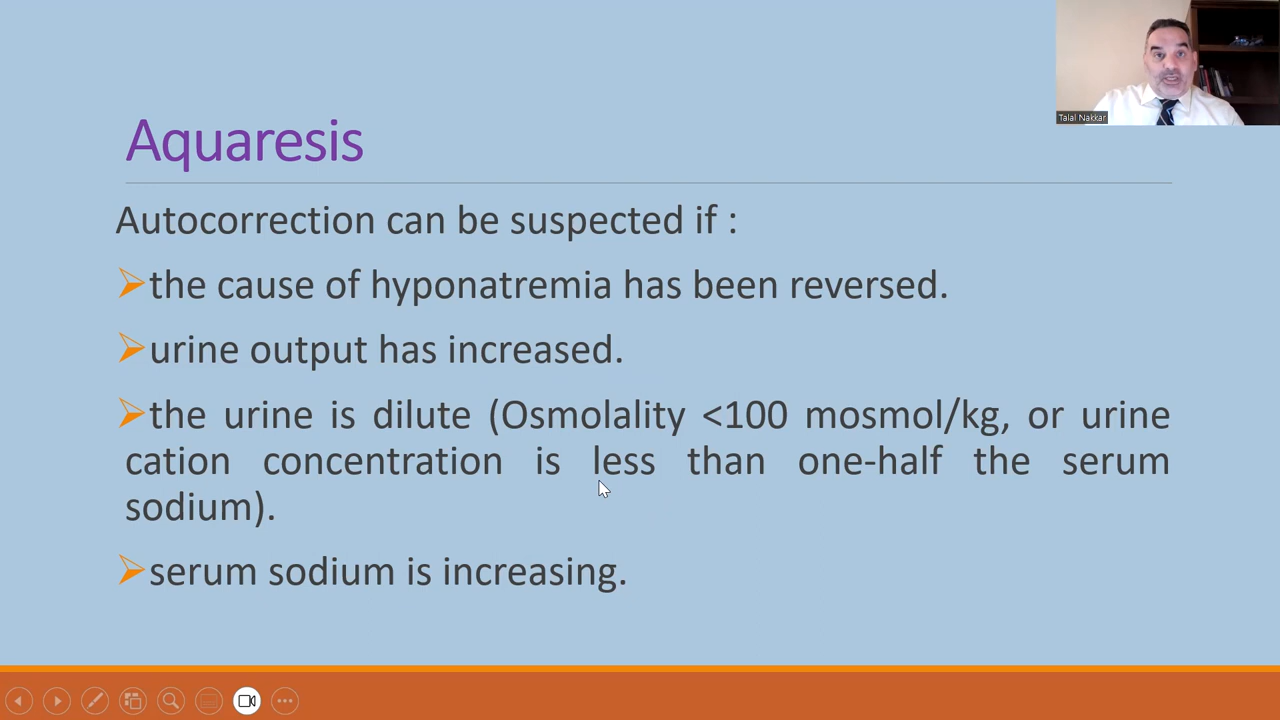 Talal Nakkar
Aquaresis
Autocorrection can be suspected if :
the cause of hyponatremia has been reversed.
urine output has increased.
the urine is dilute (Osmolality <100 mosmol/kg, or urine
cation concentration is less than one-half the serum
sodium).
serum sodium is increasing.